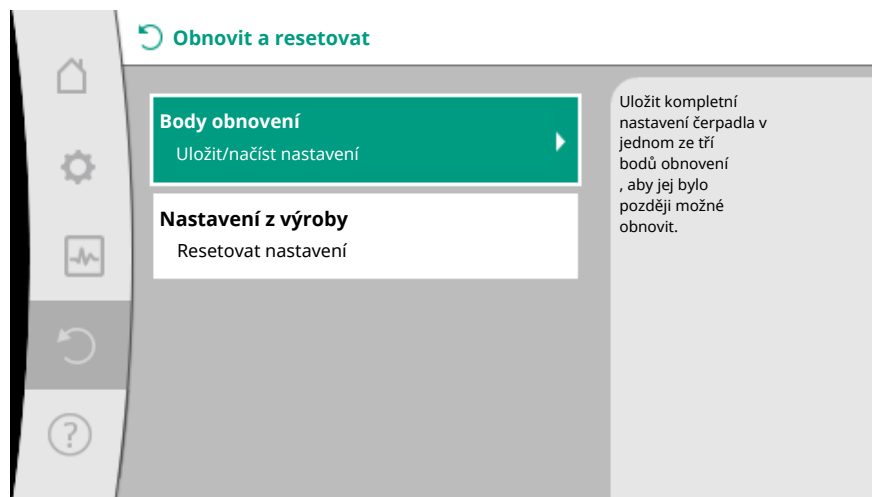 Obnovit a resetovat
Body obnovení
Uložit/načíst nastavení
Nastavení z výroby
Resetovat nastavení
Uložit kompletní
nastavení čerpadla v
jednom ze tří
bodů obnovení
, aby jej bylo
později možné
obnovit.
?